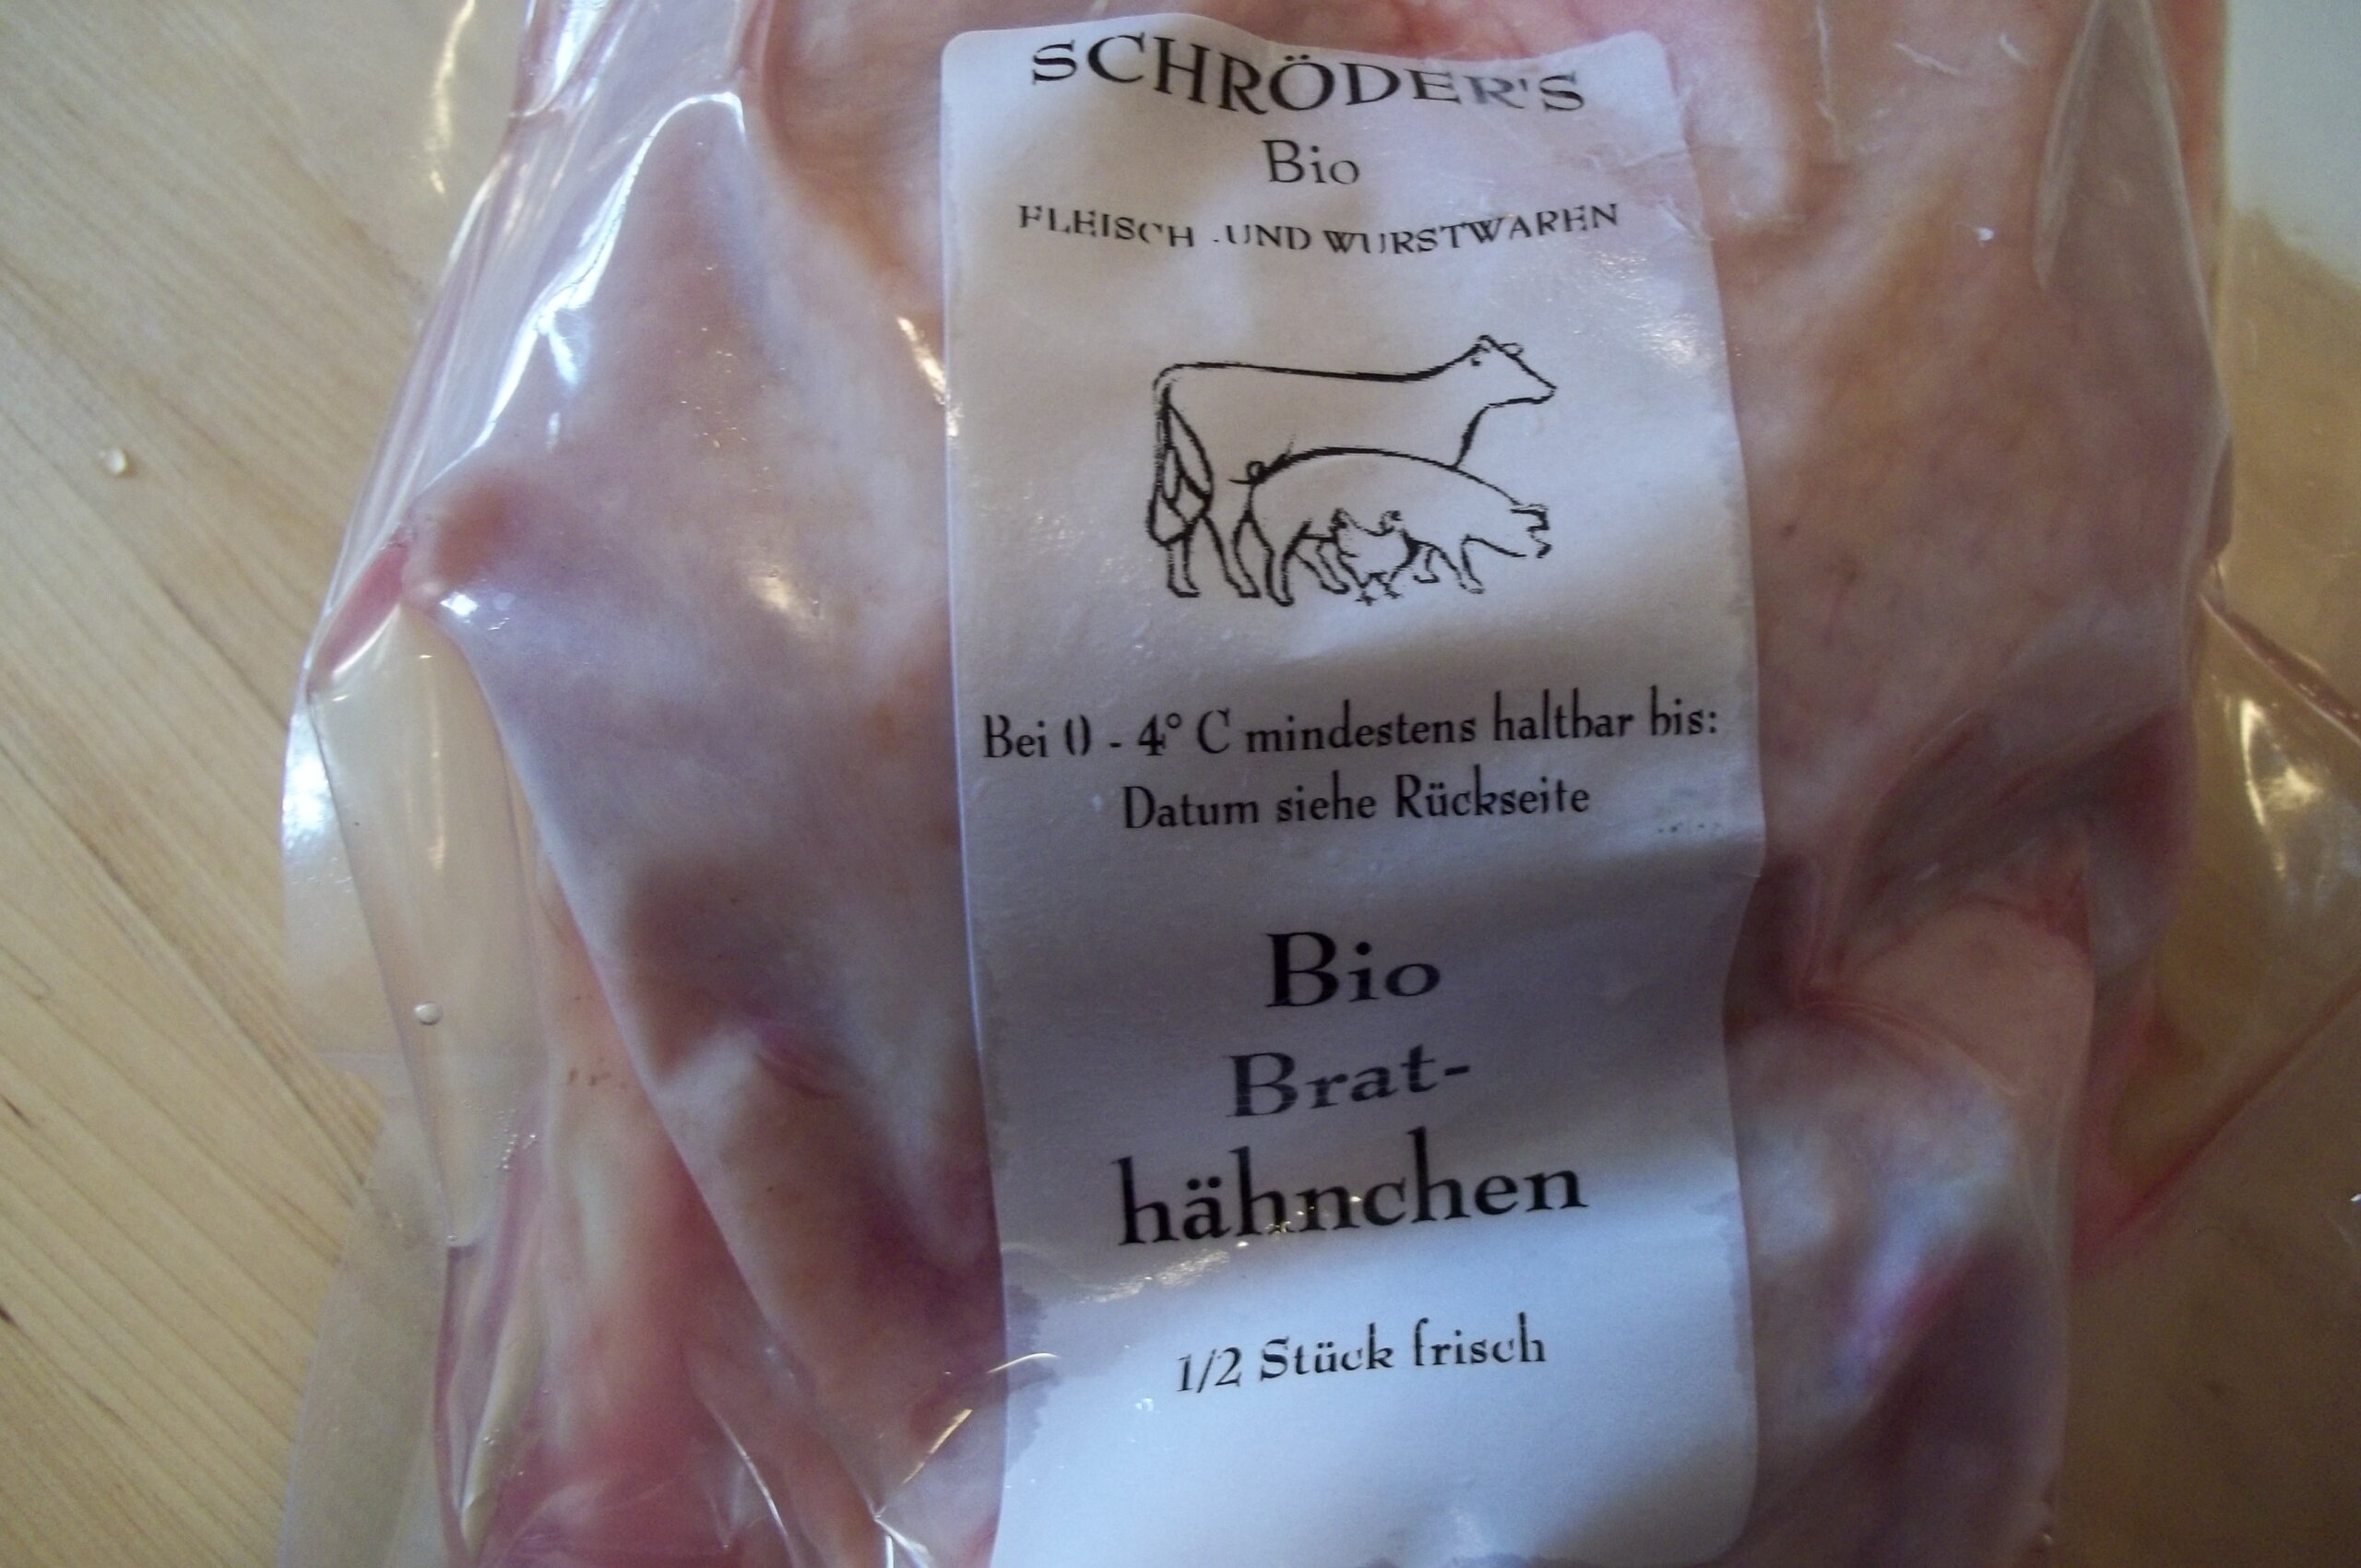 SCHRÖDER'S
Bio
FLEISCH -UND WURSTWAREN
Bei 0 - 4° C mindestens haltbar bis:
Datum siehe Rückseite
Bio
Brat-
hähnchen
1/2 Stück frisch